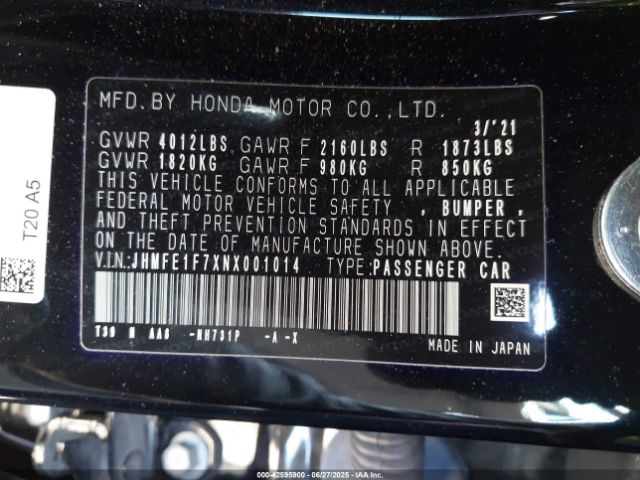 MFD.BY HONDA MOTOR CO.,LTD.
3/'21
GVWR 4012LBS GAWR F 2160LBS R 1873LBS
GVWR 1820KG GAWR F 980KG R 850KG
THIS VEHICLE CONFORMS TO ALL APPLICABLE
FEDERAL MOTOR VEHICLE SAFETY , BUMPER ,
AND THEFT PREVENTION STANDARDS IN EFFECT
ON THE DATE OF MANUFACTURE SHOWN ABOVE.
V.I.N.:JHMFE1F7XNX001014 TYPE:PASSENGER CAR
AA3 -NH731P -A -X
MADE IN JAPAN
T20 A5
000-42595900 - 06/27/2025 - IAA Corp.